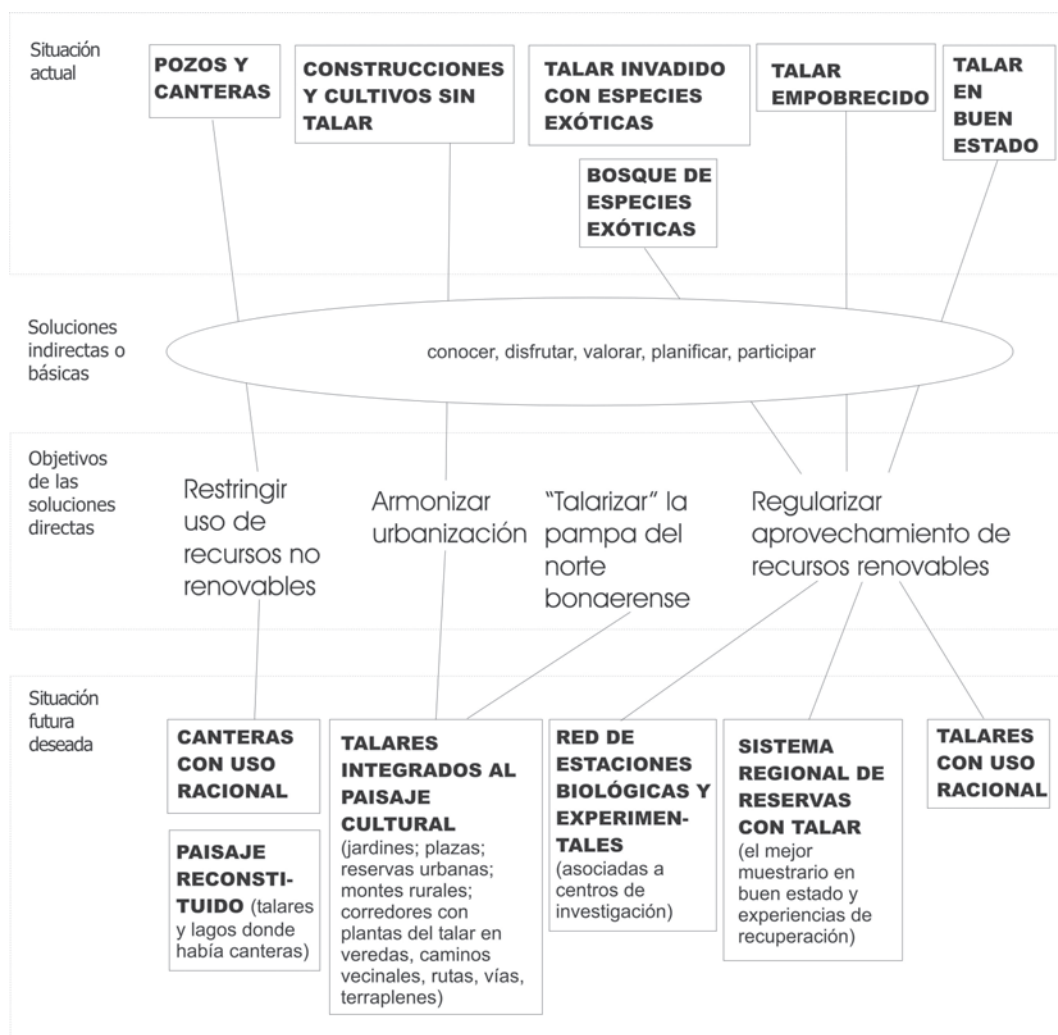 Situación
actual
POZOS Y
CANTERAS
CONSTRUCCIONES
Y CULTIVOS SIN
TALAR
TALAR INVADIDO
CON ESPECIES
EXÓTICAS
BOSQUE DE
ESPECIES
EXÓTICAS
TALAR
EMPOBRECIDO
TALAR
EN
BUEN
ESTADO
Soluciones
indirectas o
básicas
conocer, disfrutar, valorar, planificar, participar
Objetivos
de las
soluciones
directas
Restringir
uso de
recursos no
renovables
Armonizar
urbanización
"Talarizar" la
pampa del
norte
bonaerense
Regularizar
aprovechamiento de
recursos renovables
Situación
futura
deseada
CANTERAS
CON USO
RACIONAL
PAISAJE
RECONSTI-
TUIDO (talares
y lagos donde
había canteras)
TALARES
INTEGRADOS AL
PAISAJE
CULTURAL
(jardines; plazas;
reservas urbanas;
montes rurales;
corredores con
plantas del talar en
veredas, caminos
vecinales, rutas, vías,
terraplenes)
RED DE
ESTACIONES
BIOLÓGICAS Y
EXPERIMEN-
TALES
(asociadas a
centros de
investigación)
SISTEMA
REGIONAL DE
RESERVAS
CON TALAR
(el mejor
muestrario en
buen estado y
experiencias de
recuperación)
TALARES
CON USO
RACIONAL